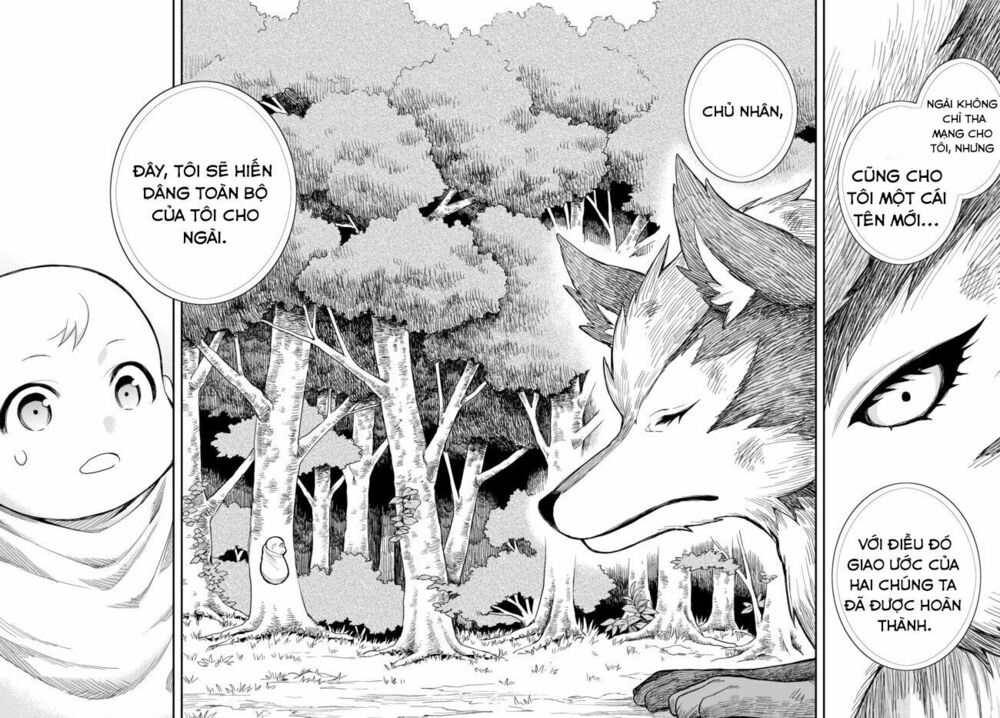 NGÀI KHÔNG
CHỈ THA
MẠNG CHO
TÔI, NHƯNG
CŨNG CHO
TÔI MỘT CÁI
TÊN MỚI...
VỚI ĐIỀU ĐÓ
GIAO ƯỚC CỦA
HAI CHÚNG TA
ĐÃ ĐƯỢC HOÀN
THÀNH.
CHỦ NHÂN,
ĐÂY, TÔI SẼ HIẾN
DÂNG TOÀN BỘ
CỦA TÔI CHO
NGÀI.